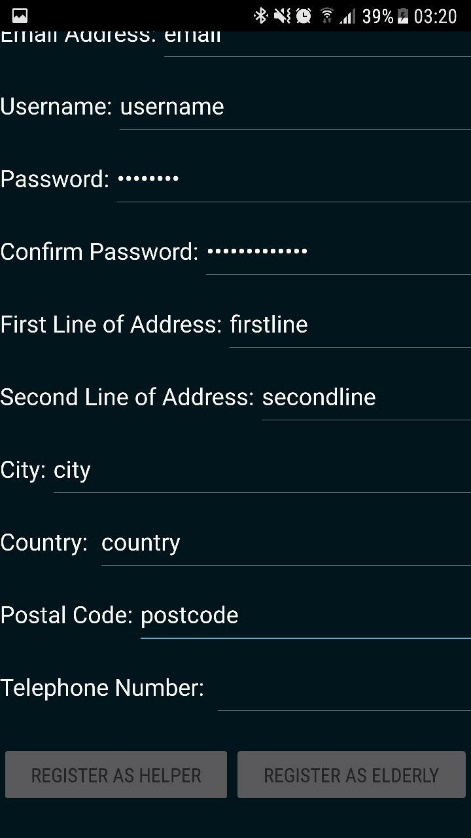 39% 03:20
Email Address: email
Username: username
Password: ••••••••
Confirm Password: •••••••••••••
First Line of Address: firstline
Second Line of Address: secondline
City: city
Country: country
Postal Code: postcode
Telephone Number:
REGISTER AS HELPER REGISTER AS ELDERLY